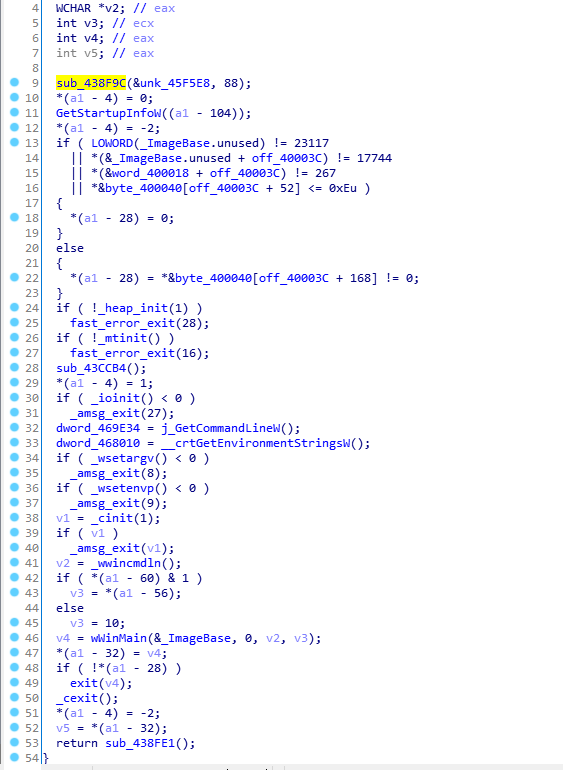 4 WCHAR *v2; // eax
5 int v3; // ecx
6 int v4; // eax
7 int v5; // eax
8
9 sub_438F9C(&unk_45F5E8, 88);
10 *(a1 - 4) = 0;
11 GetStartupInfoW((a1 - 104));
12 *(a1 - 4) = -2;
13 if ( LOWORD(_ImageBase.unused) != 23117
14 || *(&_ImageBase.unused + off_40003C) != 17744
15 || *(&word_400018 + off_40003C) != 267
16 || *&byte_400040[off_40003C + 52] <= 0xEu )
17 {
18 *(a1 - 28) = 0;
19 }
20 else
21 {
22 *(a1 - 28) = *&byte_400040[off_40003C + 168] != 0;
23 }
24 if ( !_heap_init(1) )
25 fast_error_exit(28);
26 if ( !_mtinit() )
27 fast_error_exit(16);
28 sub_43CCB4();
29 *(a1 - 4) = 1;
30 if ( _ioinit() < 0 )
31 _amsg_exit(27);
32 dword_469E34 = j_GetCommandLineW();
33 dword_468010 = __crtGetEnvironmentStringsW();
34 if ( _wsetargv() < 0 )
35 _amsg_exit(8);
36 if ( _wsetenvp() < 0 )
37 _amsg_exit(9);
38 v1 = _cinit(1);
39 if ( v1 )
40 _amsg_exit(v1);
41 v2 = _wwincmdln();
42 if ( *(a1 - 60) & 1 )
43 v3 = *(a1 - 56);
44 else
45 v3 = 10;
46 v4 = wWinMain(&_ImageBase, 0, v2, v3);
47 *(a1 - 32) = v4;
48 if ( !*(a1 - 28) )
49 exit(v4);
50 _cexit();
51 *(a1 - 4) = -2;
52 v5 = *(a1 - 32);
53 return sub_438FE1();
54 }